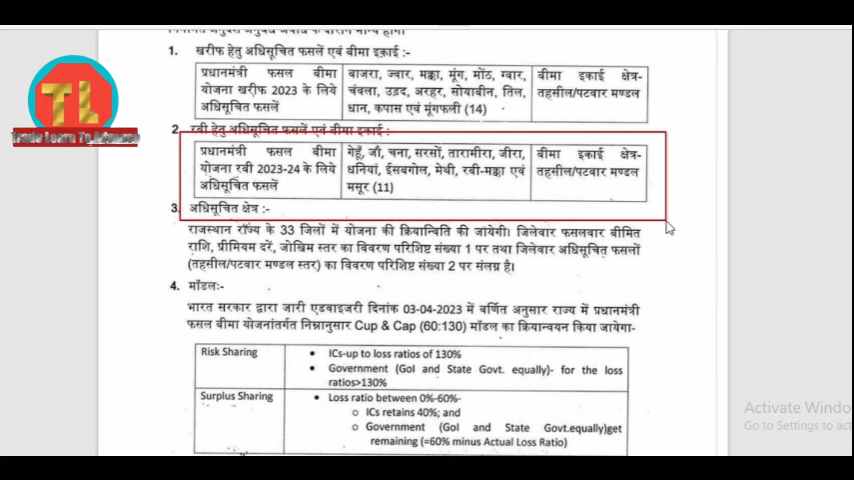 1. खरीफ हेतु अधिसूचित फसलें एवं बीमा इकाई :-
प्रधानमंत्री फसल बीमा योजना खरीफ 2023 के लिये अधिसूचित फसलें
बाजरा, ज्वार, मक्का, मूंग, मोंठ, ग्वार, चंवला, उड़द, अरहर, सोयाबीन, तिल, धान, कपास एवं मूंगफली (14)
बीमा इकाई क्षेत्र- तहसील/पटवार मण्डल
2. रबी हेतु अधिसूचित फसलें एवं बीमा इकाई :
प्रधानमंत्री फसल बीमा योजना रबी 2023-24 के लिये अधिसूचित फसलें
गेहूँ, जौ, चना, सरसों, तारामीरा, जीरा, धनियां, ईसबगोल, मेथी, रबी-मक्का एवं मसूर (11)
बीमा इकाई क्षेत्र- तहसील/पटवार मण्डल
3. अधिसूचित क्षेत्र :-
राजस्थान राज्य के 33 जिलों में योजना की क्रियान्विति की जायेगी। जिलेवार फसलवार बीमित
राशि, प्रीमियम दरें, जोखिम स्तर का विवरण परिशिष्ट संख्या 1 पर तथा जिलेवार अधिसूचित फसलों
(तहसील/पटवार मण्डल स्तर) का विवरण परिशिष्ट संख्या 2 पर संलग्न है।
4. मॉडलः-
भारत सरकार द्वारा जारी एडवाइजरी दिनांक 03-04-2023 में वर्णित अनुसार राज्य में प्रधानमंत्री
फसल बीमा योजनांतर्गत निम्नानुसार Cup & Cap (60:130) मॉडल का क्रियान्वयन किया जायेगा-
Risk Sharing
• ICs-up to loss ratios of 130%
• Government (GoI and State Govt. equally)- for the loss
ratios>130%
Surplus Sharing
• Loss ratio between 0%-60%-
o ICs retains 40%; and
o Government (GoI and State Govt.equally)get
remaining (=60% minus Actual Loss Ratio)
TL
Trade Learn To Advance
Activate Windo
Go to Settings to act